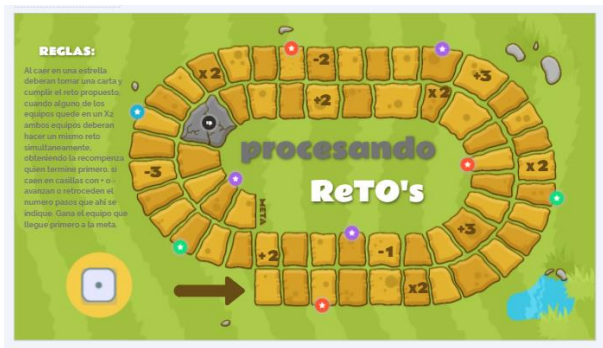 REGLAS:
Al caer en una estrella
deberan tomar una carta y
cumplir el reto propuesto,
cuando alguno de los
equipos quede en un X2
ambos equipos deberan
hacer un mismo reto
simultaneamente,
obteniendo la recompenza
quien termine primero. si
caen en casillas con + o -
avanzan o retroceden el
numero pasos que ahi se
indique. Gana el equipo que
llegue primero a la meta.
-2
x2
+3
+2
x2
procesando
ReTO's
x2
-3
META
+3
+2
-1
x2